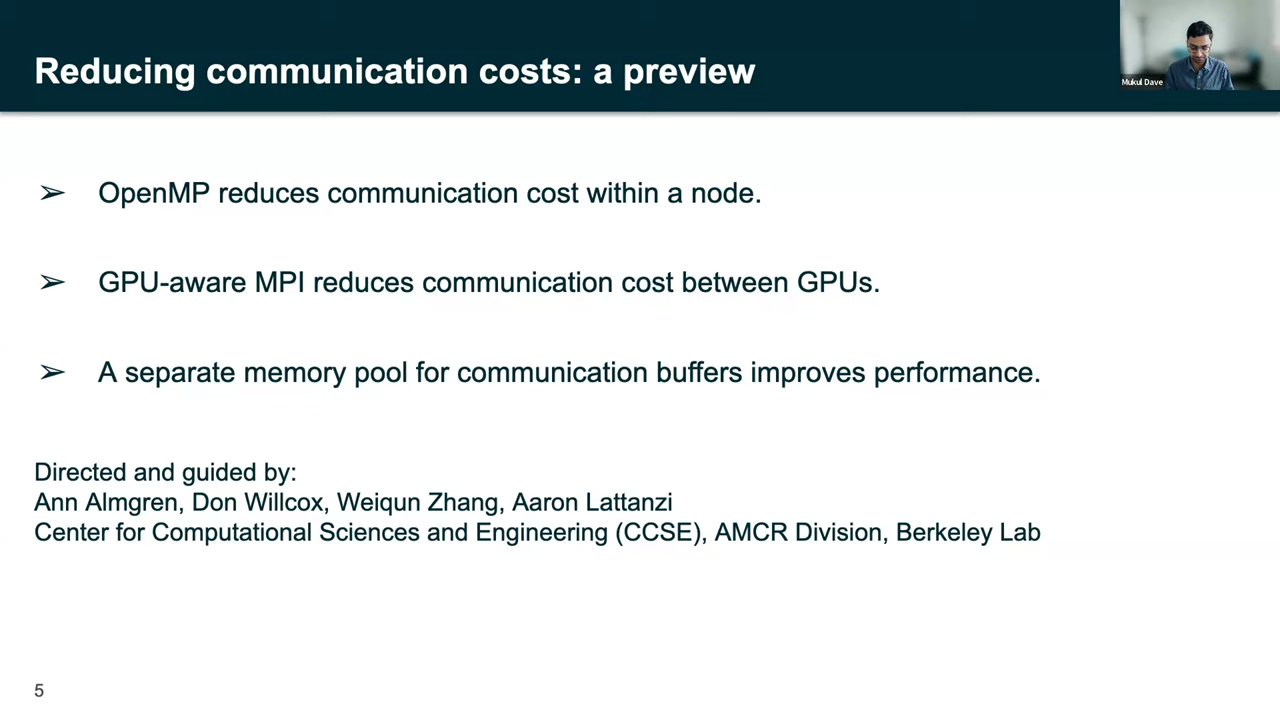 Reducing communication costs: a preview
Mukul Dave
➢ OpenMP reduces communication cost within a node.
➢ GPU-aware MPI reduces communication cost between GPUs.
➢ A separate memory pool for communication buffers improves performance.
Directed and guided by:
Ann Almgren, Don Willcox, Weiqun Zhang, Aaron Lattanzi
Center for Computational Sciences and Engineering (CCSE), AMCR Division, Berkeley Lab
5